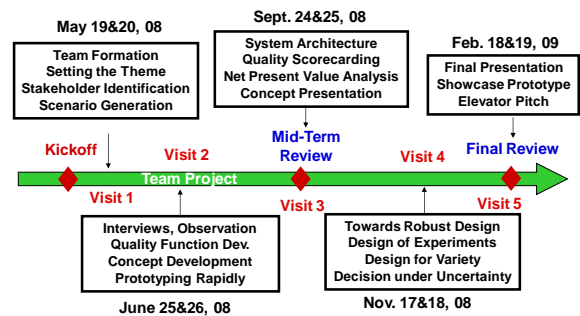 May 19&20, 08
Team Formation
Setting the Theme
Stakeholder Identification
Scenario Generation
Sept. 24&25, 08
System Architecture
Quality Scorecarding
Net Present Value Analysis
Concept Presentation
Feb. 18&19, 09
Final Presentation
Showcase Prototype
Elevator Pitch
Kickoff
Visit 2
Mid-Term
Review
Visit 4
Final Review
Team Project
Visit 1
Visit 3
Visit 5
Interviews, Observation
Quality Function Dev.
Concept Development
Prototyping Rapidly
June 25&26, 08
Towards Robust Design
Design of Experiments
Design for Variety
Decision under Uncertainty
Nov. 17&18, 08